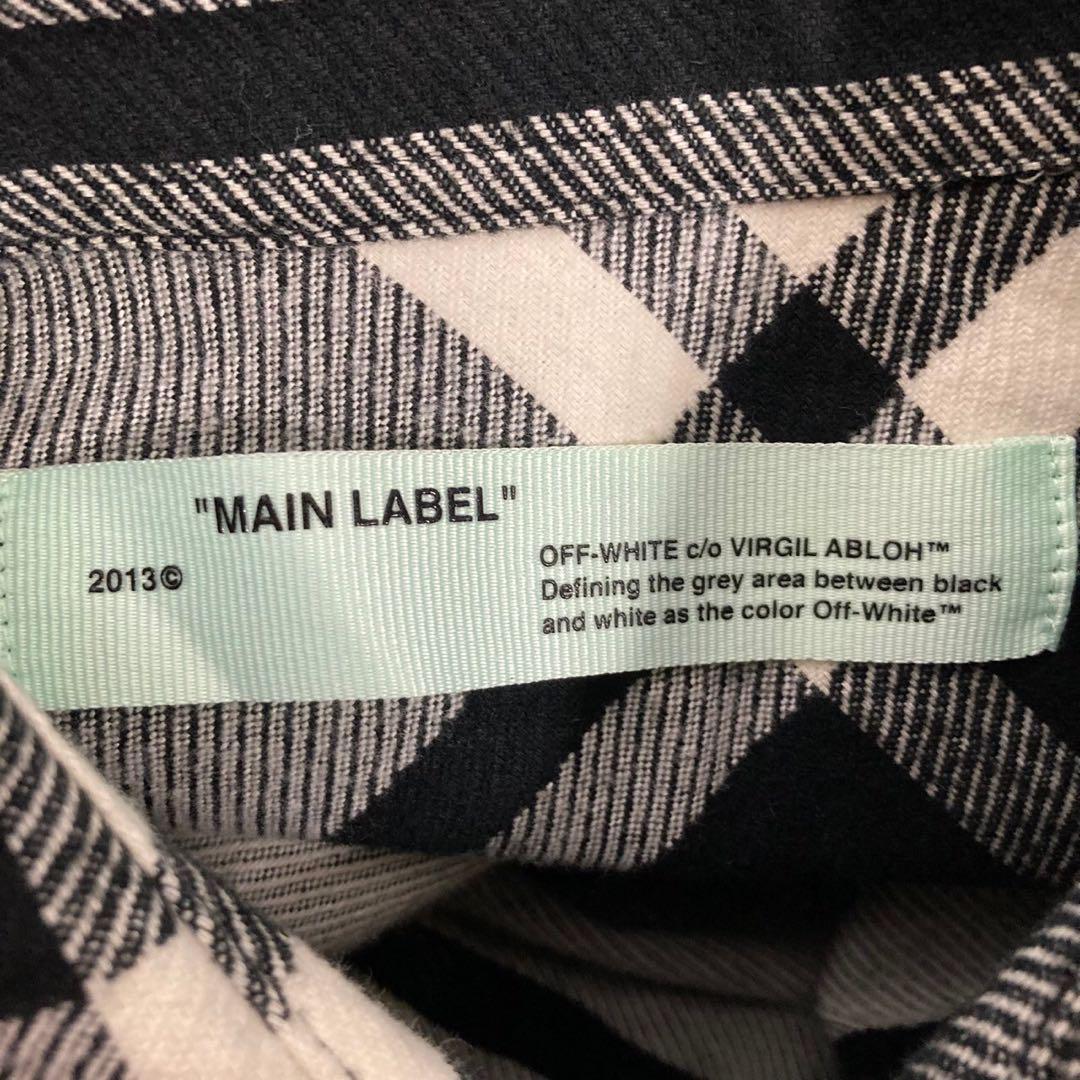 "MAIN LABEL"
2013©
OFF-WHITE c/o VIRGIL ABLOH™
Defining the grey area between black
and white as the color Off-White™